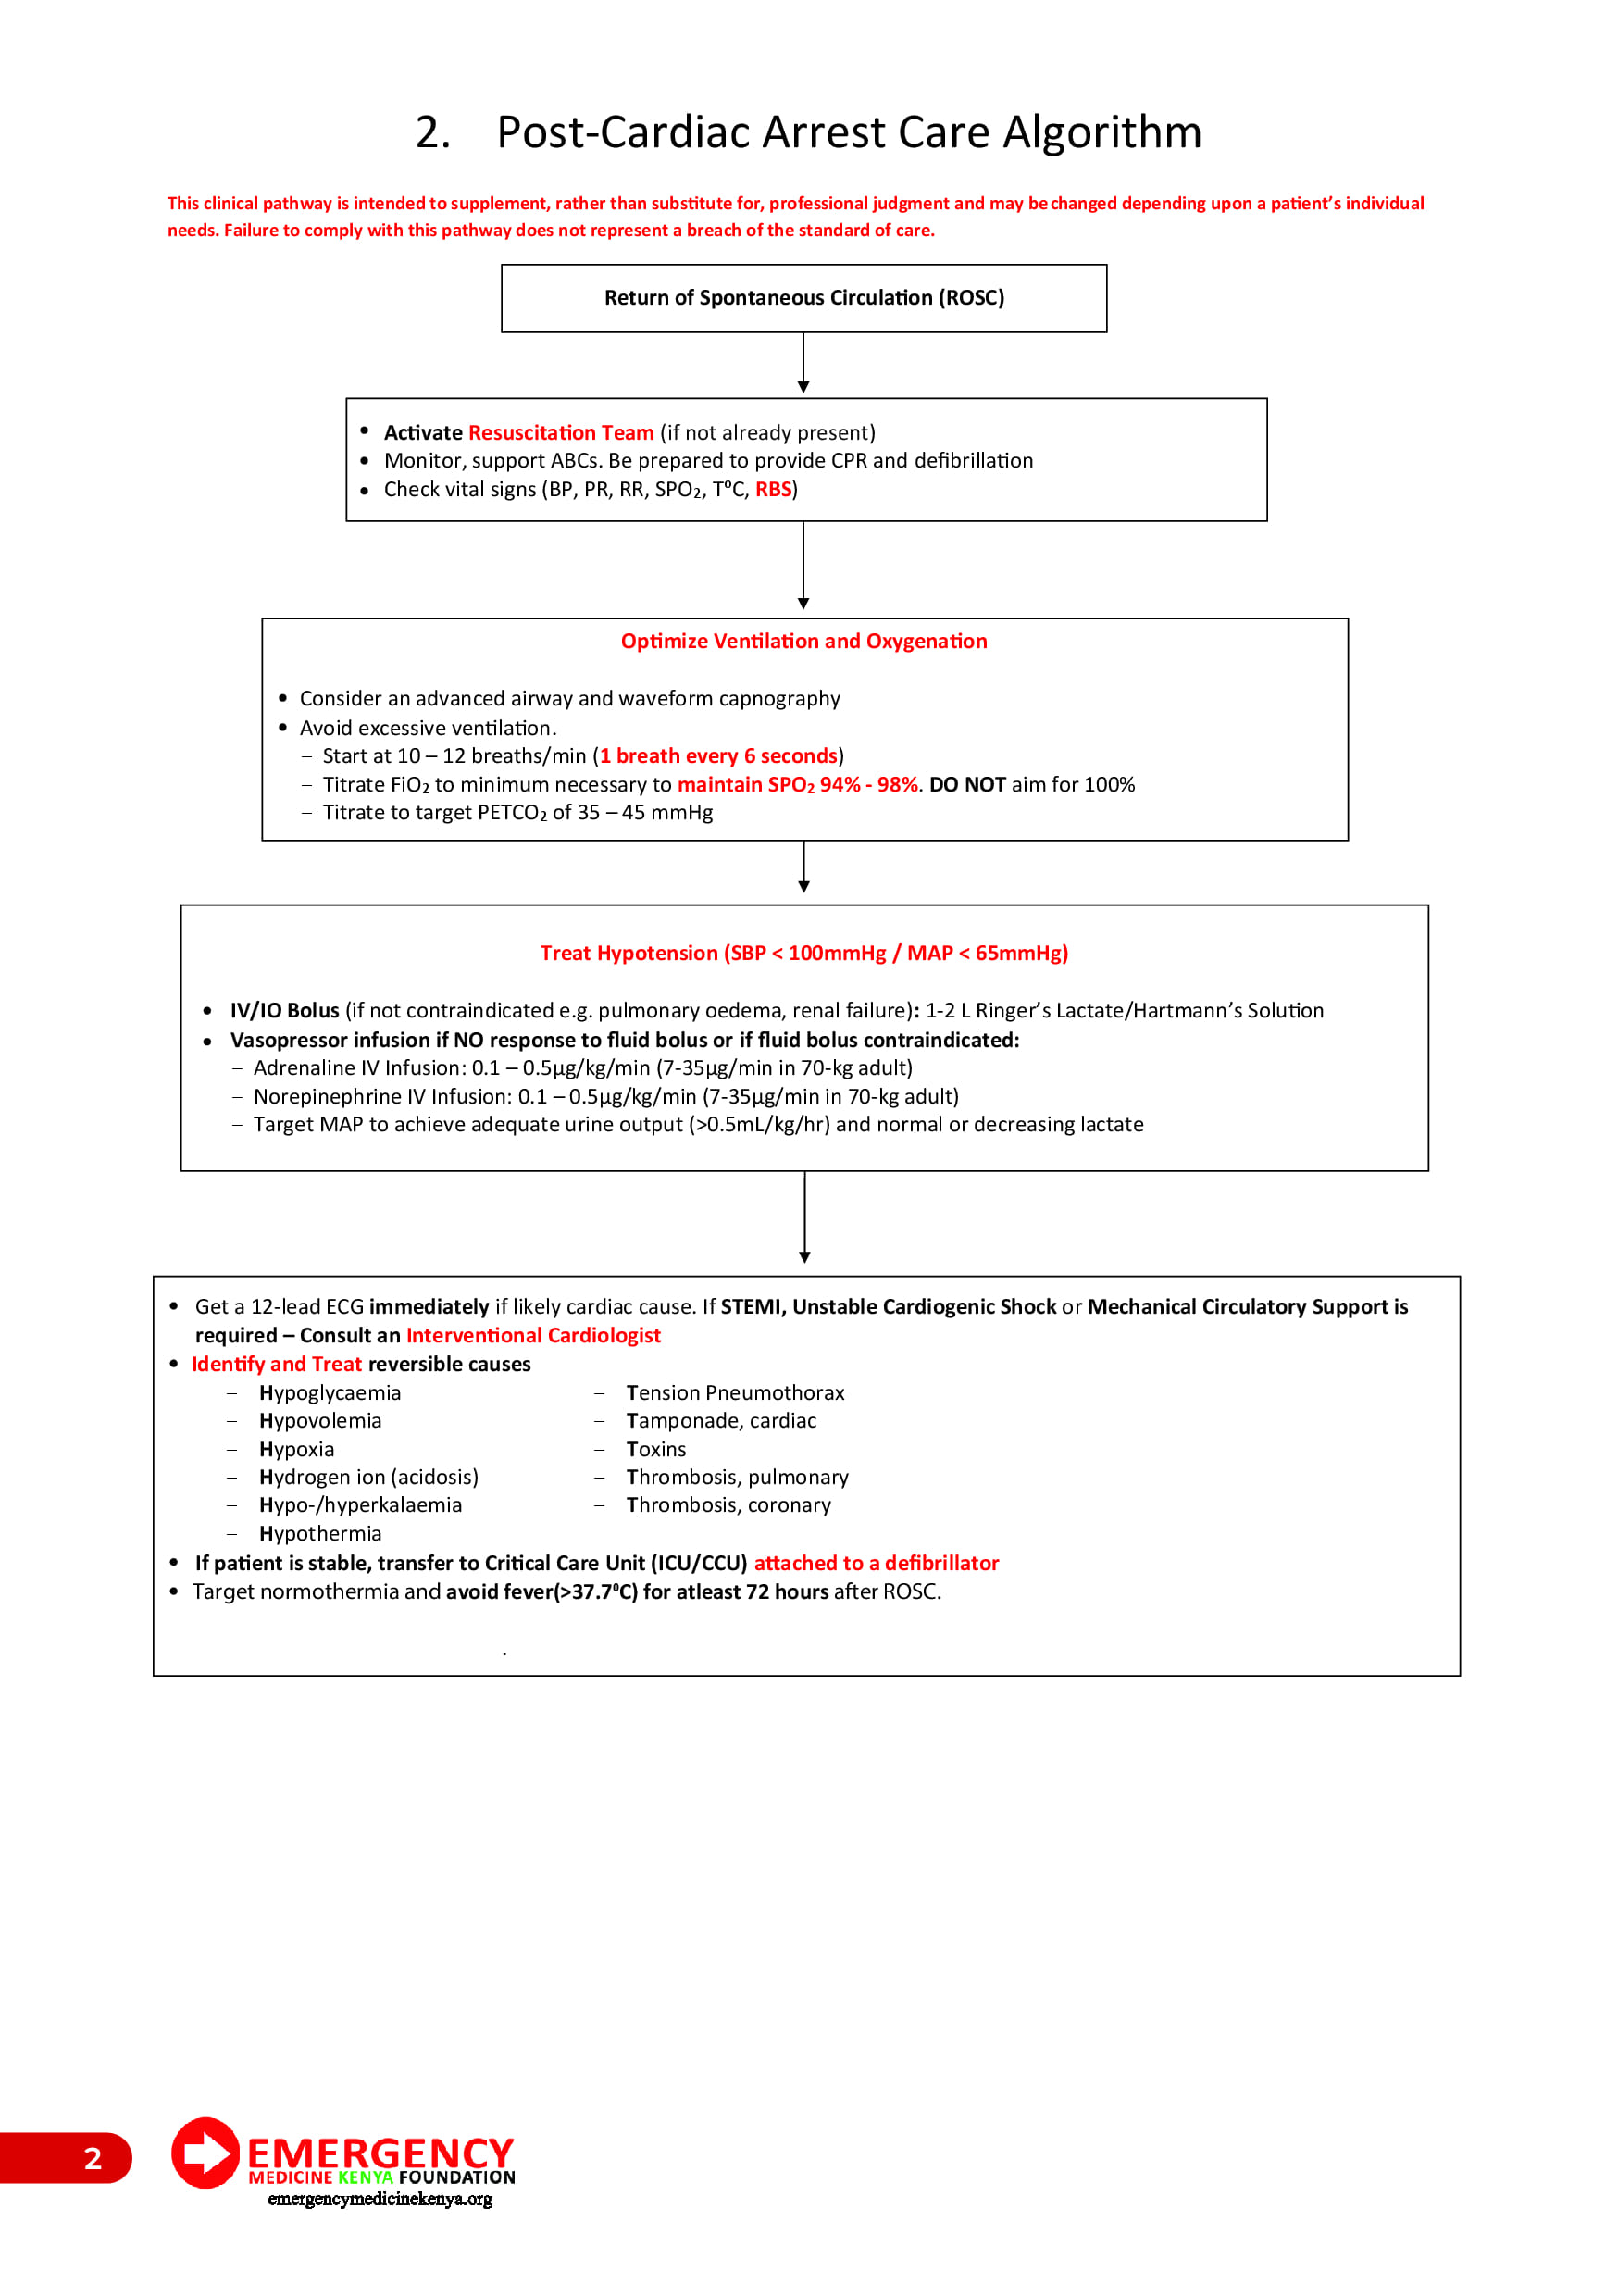 2. Post-Cardiac Arrest Care Algorithm
This clinical pathway is intended to supplement, rather than substitute for, professional judgment and may be changed depending upon a patient’s individual
needs. Failure to comply with this pathway does not represent a breach of the standard of care.
Return of Spontaneous Circulation (ROSC)
• Activate Resuscitation Team (if not already present)
• Monitor, support ABCs. Be prepared to provide CPR and defibrillation
• Check vital signs (BP, PR, RR, SPO₂, T⁰C, RBS)
Optimize Ventilation and Oxygenation
• Consider an advanced airway and waveform capnography
• Avoid excessive ventilation.
– Start at 10 – 12 breaths/min (1 breath every 6 seconds)
– Titrate FiO₂ to minimum necessary to maintain SPO₂ 94% - 98%. DO NOT aim for 100%
– Titrate to target PETCO₂ of 35 – 45 mmHg
Treat Hypotension (SBP < 100mmHg / MAP < 65mmHg)
• IV/IO Bolus (if not contraindicated e.g. pulmonary oedema, renal failure): 1-2 L Ringer’s Lactate/Hartmann’s Solution
• Vasopressor infusion if NO response to fluid bolus or if fluid bolus contraindicated:
– Adrenaline IV Infusion: 0.1 – 0.5µg/kg/min (7-35µg/min in 70-kg adult)
– Norepinephrine IV Infusion: 0.1 – 0.5µg/kg/min (7-35µg/min in 70-kg adult)
– Target MAP to achieve adequate urine output (>0.5mL/kg/hr) and normal or decreasing lactate
• Get a 12-lead ECG immediately if likely cardiac cause. If STEMI, Unstable Cardiogenic Shock or Mechanical Circulatory Support is
required – Consult an Interventional Cardiologist
• Identify and Treat reversible causes
– Hypoglycaemia
– Hypovolemia
– Hypoxia
– Hydrogen ion (acidosis)
– Hypo-/hyperkalaemia
– Hypothermia
– Tension Pneumothorax
– Tamponade, cardiac
– Toxins
– Thrombosis, pulmonary
– Thrombosis, coronary
• If patient is stable, transfer to Critical Care Unit (ICU/CCU) attached to a defibrillator
• Target normothermia and avoid fever(>37.7⁰C) for atleast 72 hours after ROSC.
.
2
EMERGENCY
MEDICINE KENYA FOUNDATION
emergencymedicinekenya.org